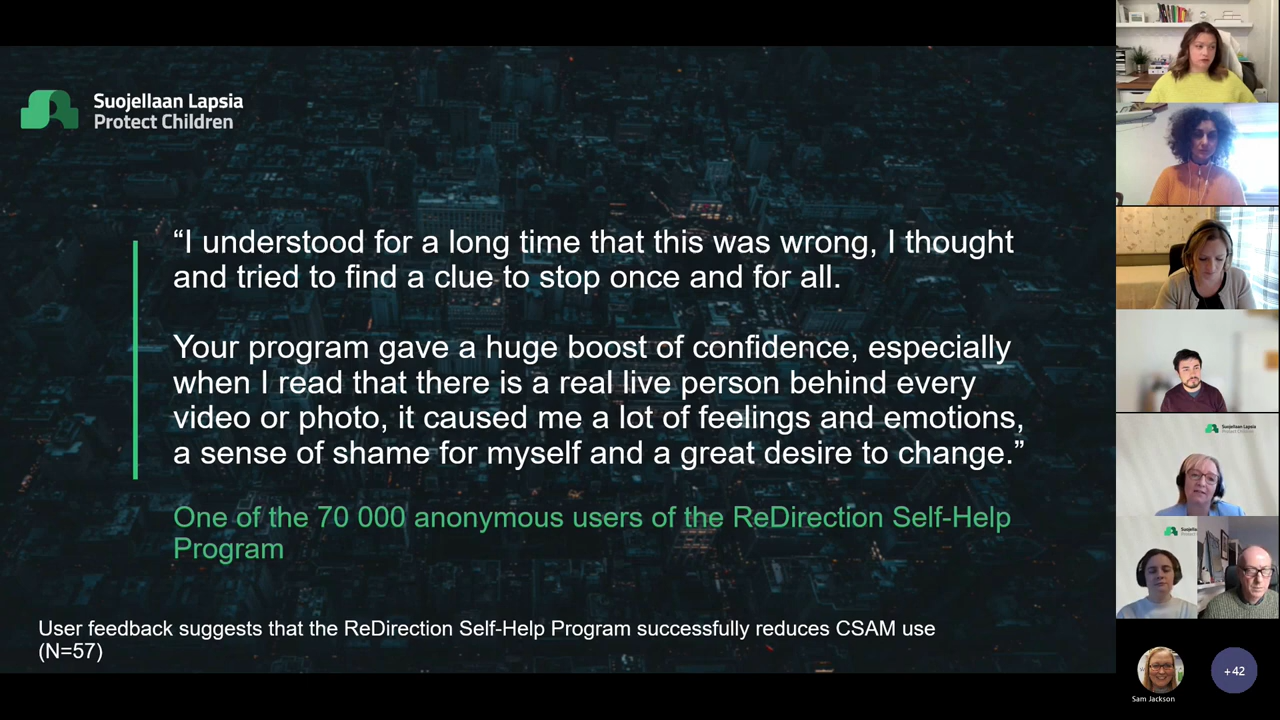 Suojellaan Lapsia
Protect Children
“I understood for a long time that this was wrong, I thought
and tried to find a clue to stop once and for all.
Your program gave a huge boost of confidence, especially
when I read that there is a real live person behind every
video or photo, it caused me a lot of feelings and emotions,
a sense of shame for myself and a great desire to change.”
One of the 70 000 anonymous users of the ReDirection Self-Help
Program
User feedback suggests that the ReDirection Self-Help Program successfully reduces CSAM use
(N=57)
Suojellaan Lapsia
Sam Jackson
+42